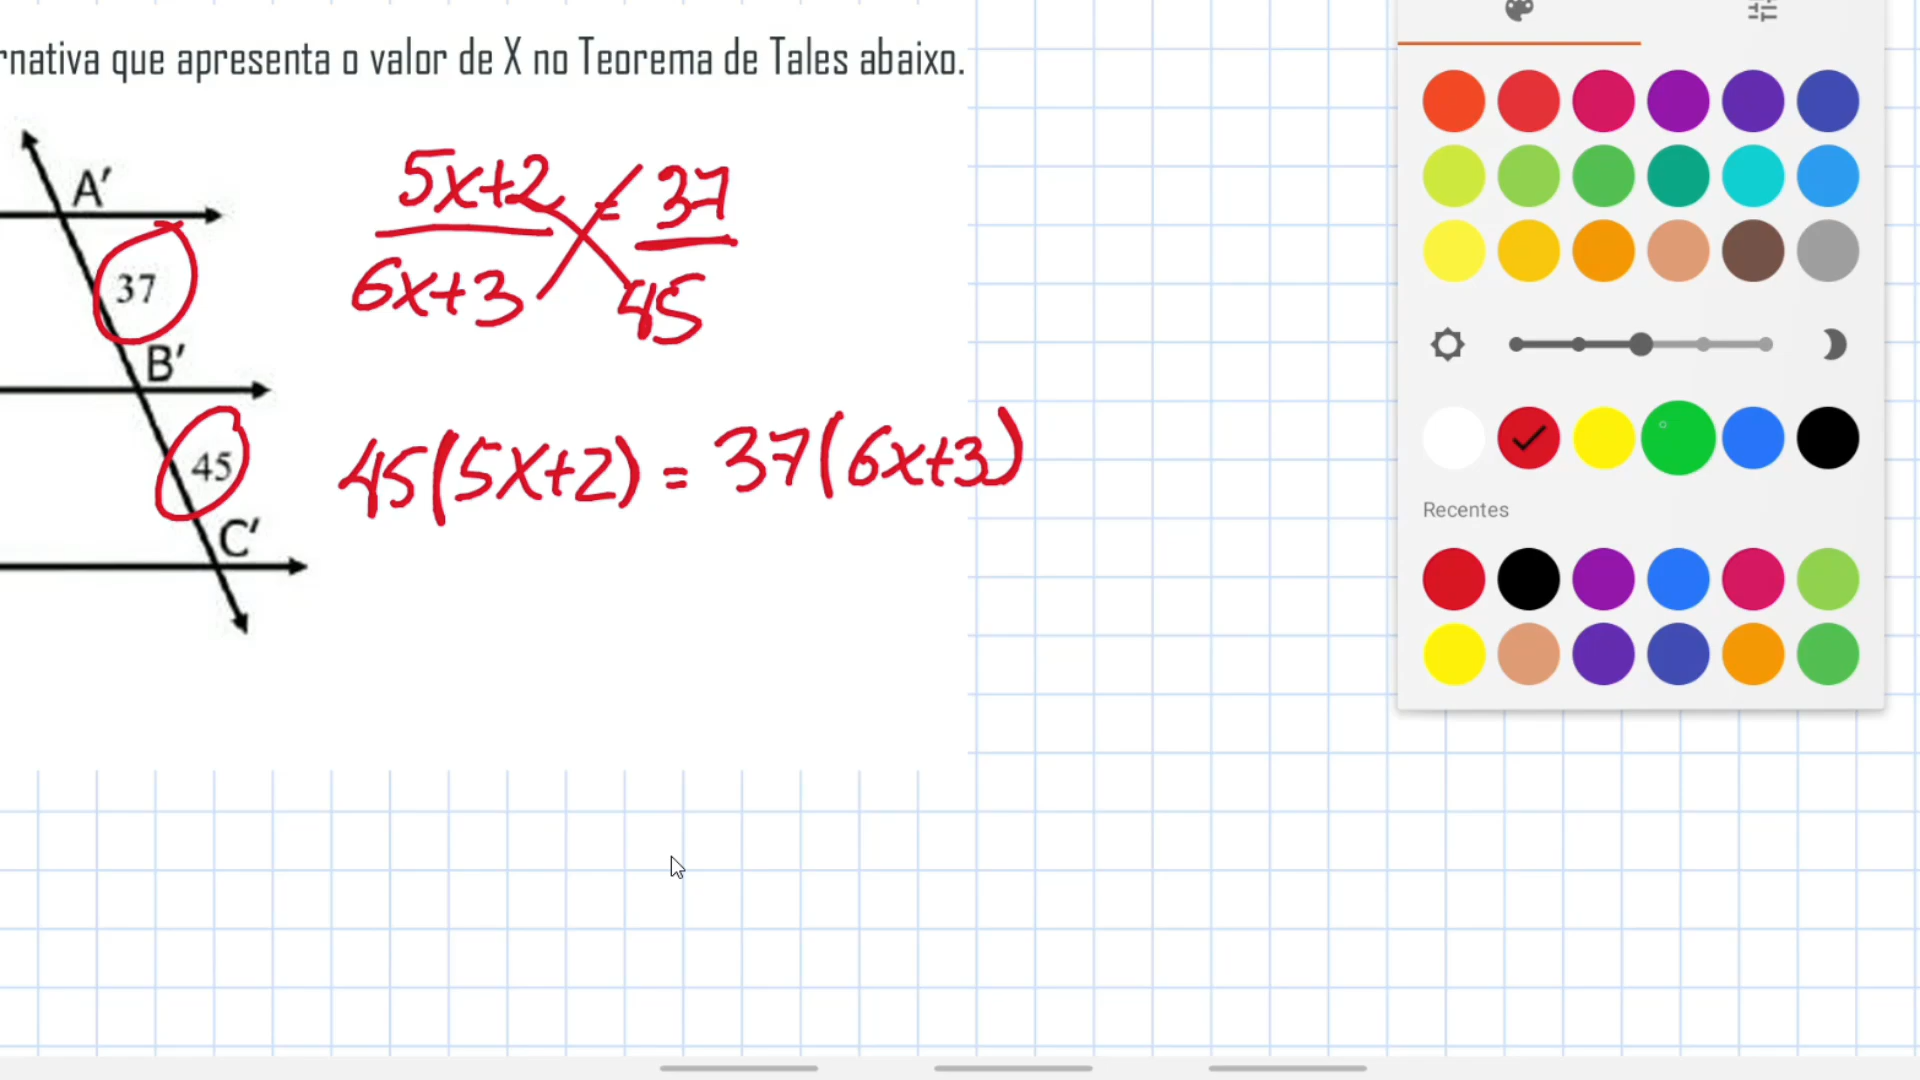 rnativa que apresenta o valor de X no Teorema de Tales abaixo.
A′
37
B′
45
C′
5x+2 = 37
6x+3 45
45(5x+2) = 37(6x+3)
Recentes